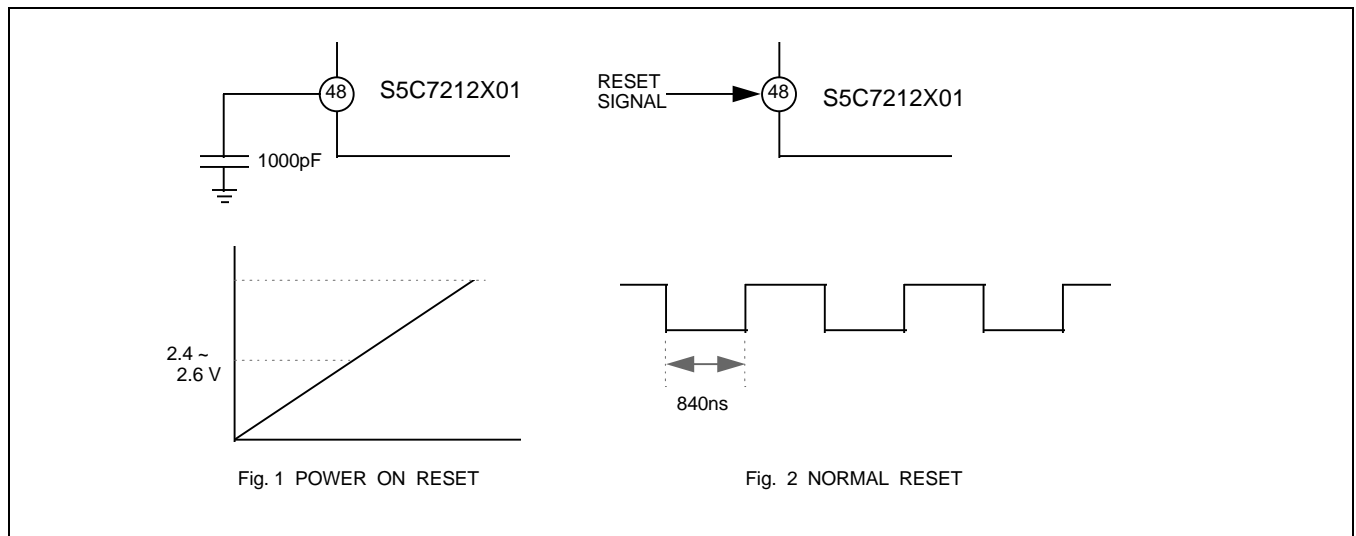 48
S5C7212X01
1000pF
2.4 ~
2.6 V
Fig. 1 POWER ON RESET
RESET
SIGNAL
48
S5C7212X01
840ns
Fig. 2 NORMAL RESET